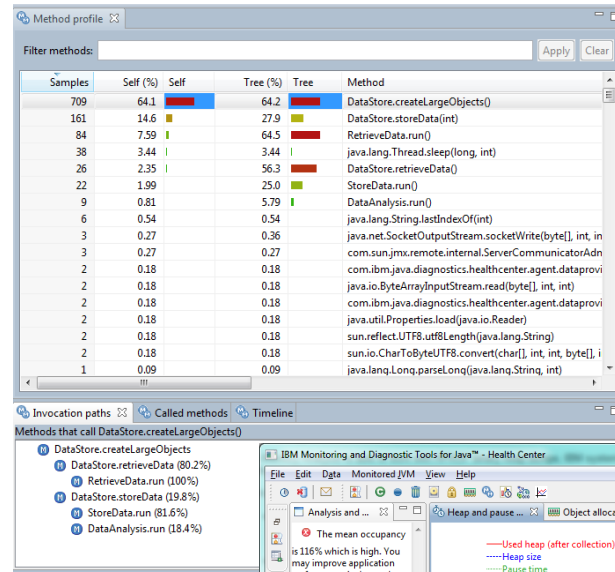 Method profile
Filter methods: Apply Clear
Samples Self (%) Self Tree (%) Tree Method
709 64.1 64.2 DataStore.createLargeObjects()
161 14.6 27.9 DataStore.storeData(int)
84 7.59 64.5 RetrieveData.run()
38 3.44 3.44 java.lang.Thread.sleep(long, int)
26 2.35 56.3 DataStore.retrieveData()
22 1.99 25.0 StoreData.run()
9 0.81 5.79 DataAnalysis.run()
6 0.54 0.54 java.lang.String.lastIndexOf(int)
3 0.27 0.36 java.net.SocketOutputStream.socketWrite(byte[], int, in
3 0.27 0.27 com.sun.jmx.remote.internal.ServerCommunicatorAdn
2 0.18 0.18 com.ibm.java.diagnostics.healthcenter.agent.dataprovi
2 0.18 0.18 java.io.ByteArrayInputStream.read(byte[], int, int)
2 0.18 0.18 com.ibm.java.diagnostics.healthcenter.agent.dataprovi
2 0.18 0.18 java.util.Properties.load(java.io.Reader)
2 0.18 0.18 sun.reflect.UTF8.utf8Length(java.lang.String)
2 0.18 0.18 sun.io.CharToByteUTF8.convert(char[], int, int, byte[], i
1 0.09 0.09 java.lang.Long.parseLong(java.lang.String, int)
Invocation paths Called methods Timeline
Methods that call DataStore.createLargeObjects()
DataStore.createLargeObjects
DataStore.retrieveData (80.2%)
RetrieveData.run (100%)
DataStore.storeData (19.8%)
StoreData.run (81.6%)
DataAnalysis.run (18.4%)
IBM Monitoring and Diagnostic Tools for Java™ - Health Center
File Edit Data Monitored JVM View Help
Analysis and ... Heap and pause ... Object alloca
The mean occupancy
is 116% which is high. You
may improve application
Used heap (after collection)
Heap size
Pause time